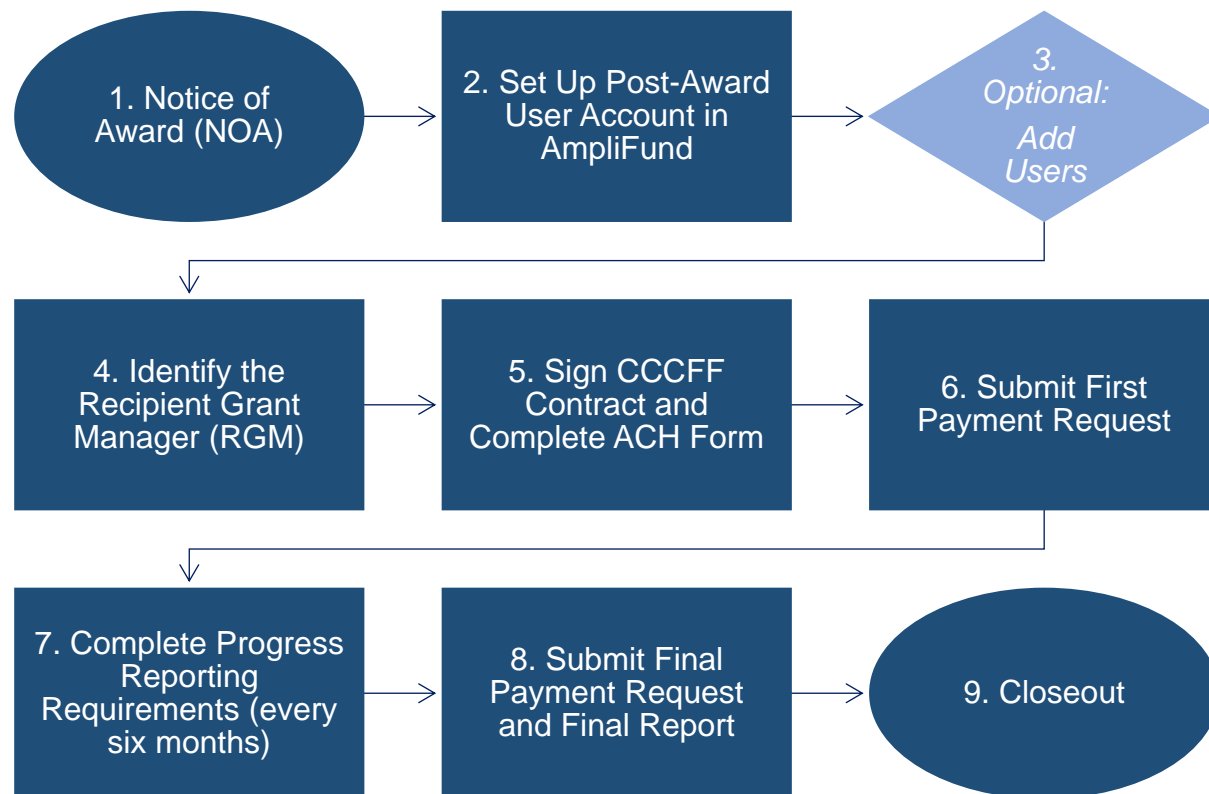 1. Notice of
Award (NOA)
2. Set Up Post-Award
User Account in
AmpliFund
3.
Optional:
Add
Users
4. Identify the
Recipient Grant
Manager (RGM)
5. Sign CCCFF
Contract and
Complete ACH Form
6. Submit First
Payment Request
7. Complete Progress
Reporting
Requirements (every
six months)
8. Submit Final
Payment Request
and Final Report
9. Closeout